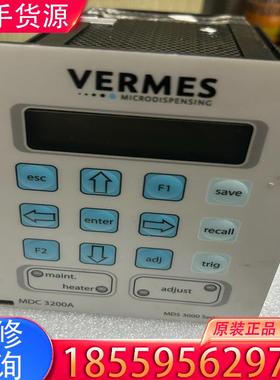 手货源
VERMES
MICRODISPENSING
esc
F1
save
enter
recall
F2
adj
trig
maint.
heater
adjust
MDC 3200A
MDS 3000 Se
修
原装正品
询
1855956297